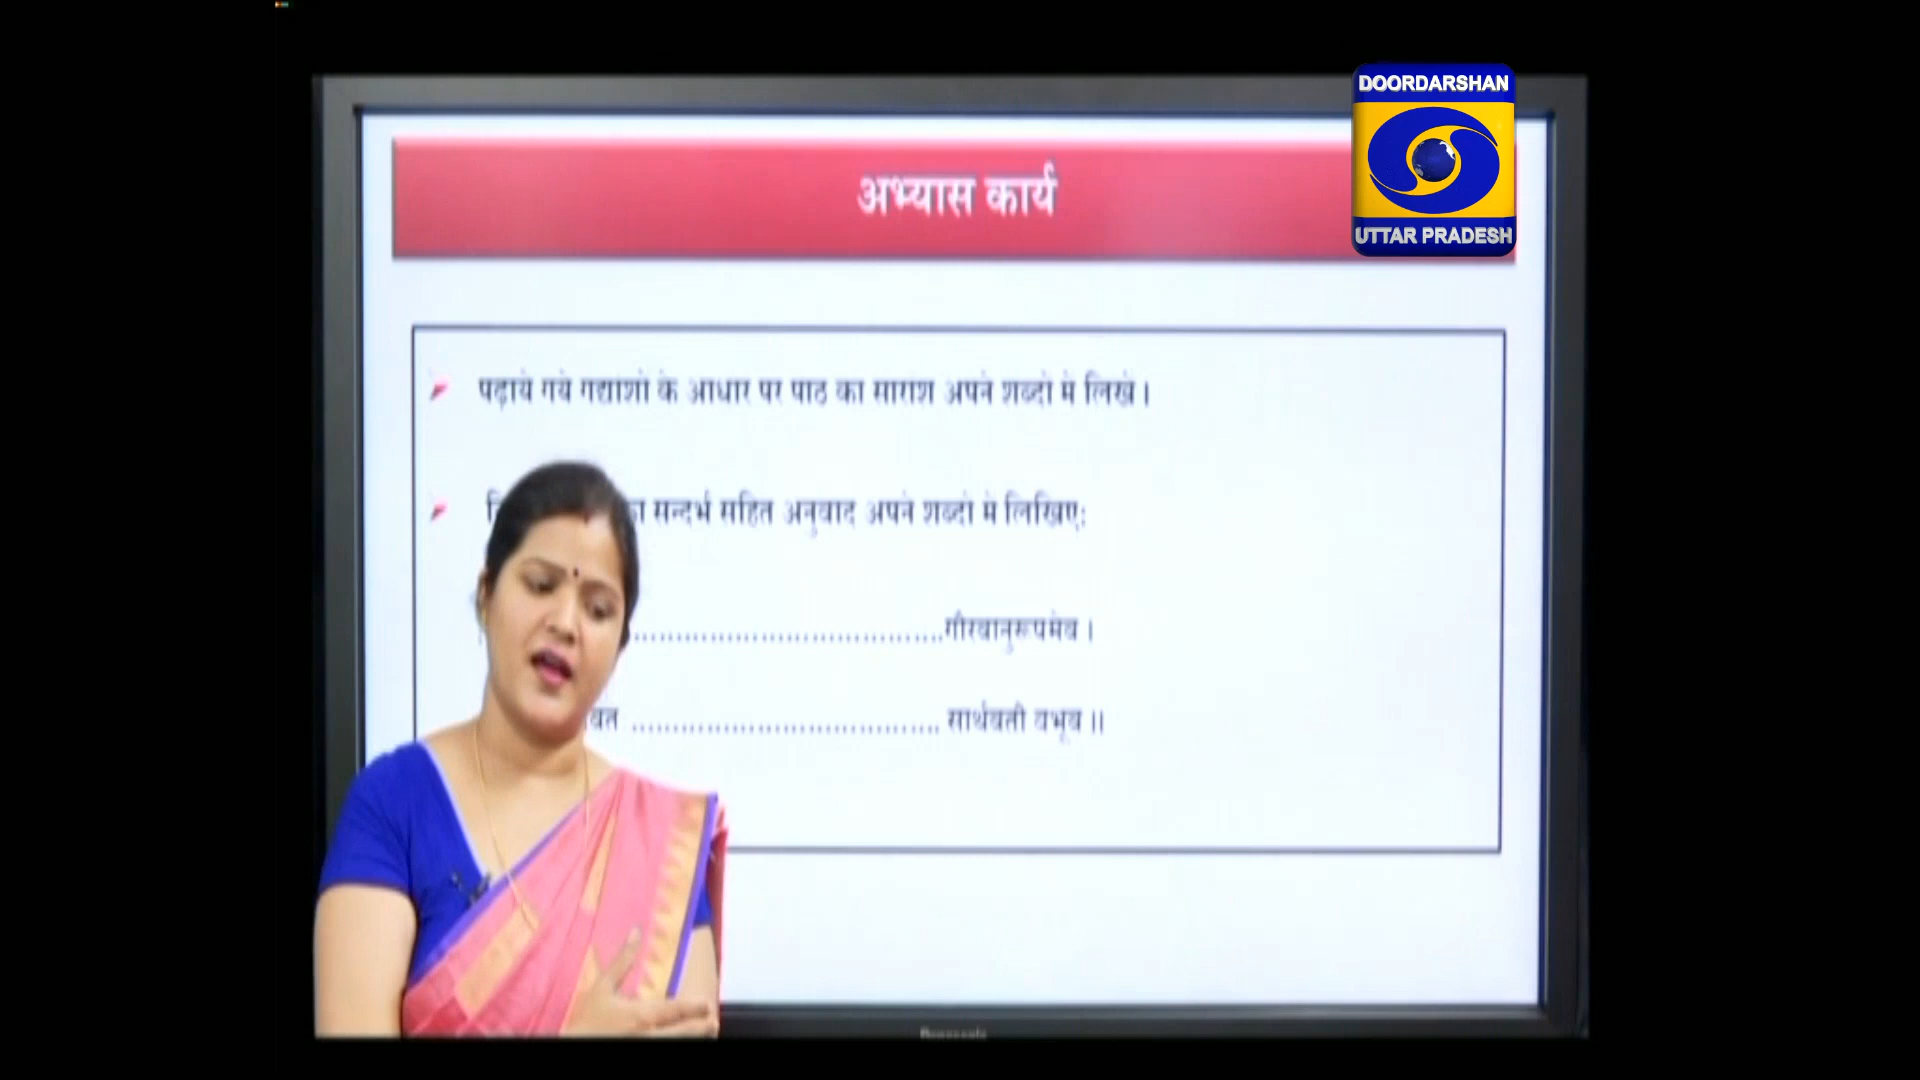 DOORDARSHAN
UTTAR PRADESH
अभ्यास कार्य
पढ़ाये गये गद्यांशों के आधार पर पाठ का सारांश अपने शब्दों में लिखें।
सन्दर्भ सहित अनुवाद अपने शब्दों में लिखिए:
.....................................गौरवानुरूपमेव।
..................................... सार्थवती बभूव॥
Panasonic